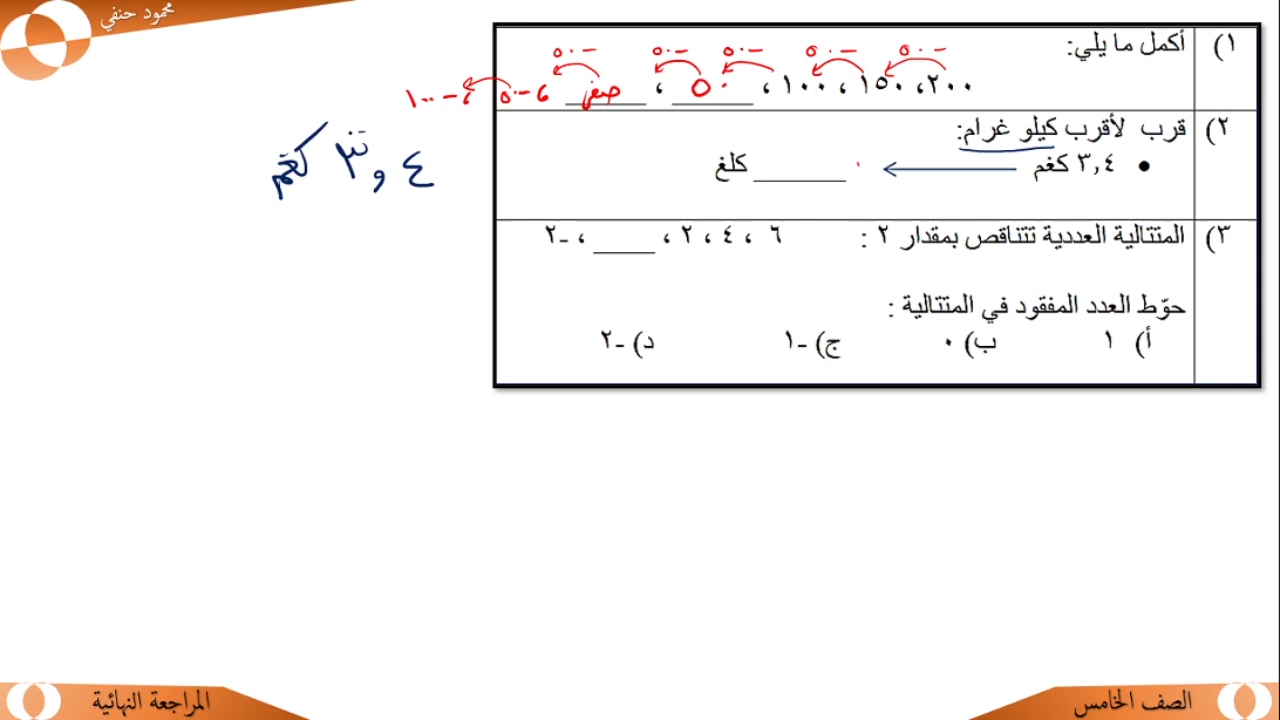 محمود حنفي
١) أكمل ما يلي:
-٥٠ -٥٠ -٥٠ -٥٠ -٥٠
٢٠٠، ١٥٠ ، ١٠٠ ، ٥٠ ، صفر ، -٥٠ ، -١٠٠
٢) قرب لأقرب كيلو غرام:
• ٣,٤ كغم ______ كلغ
٣,٤ كغم
٣) المتتالية العددية تتناقص بمقدار ٢ : ٦ ، ٤ ، ٢ ، ____ ، -٢
حوّط العدد المفقود في المتتالية :
أ) ١ ب) ٠ ج) -١ د) -٢
الصف الخامس
المراجعة النهائية